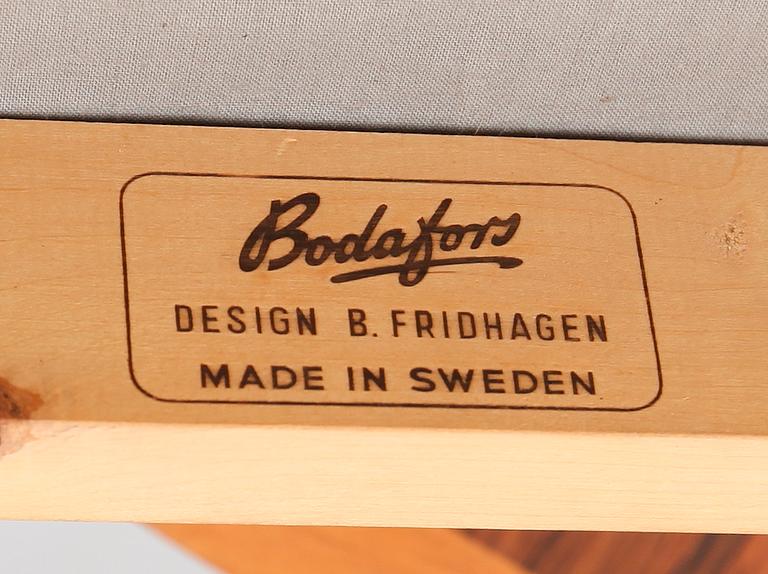 Bodafors
DESIGN B. FRIDHAGEN
MADE IN SWEDEN